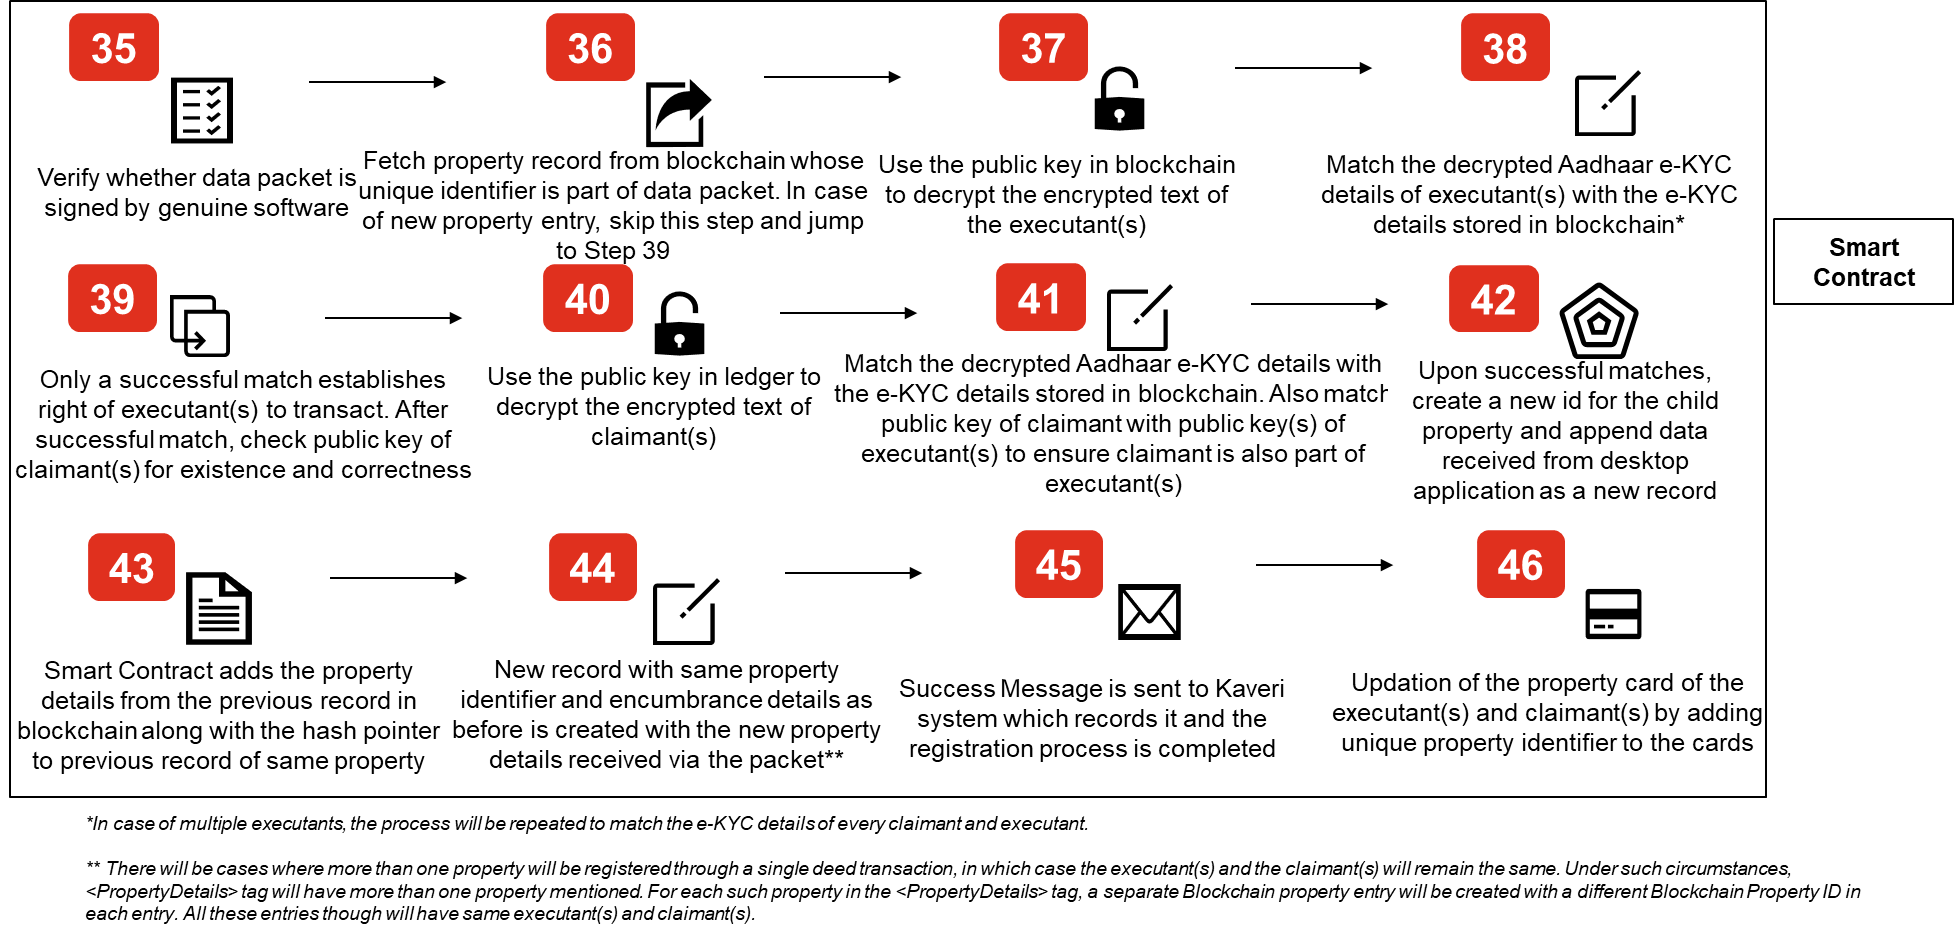 35
Verify whether data packet is
signed by genuine software
36
Fetch property record from blockchain whose
unique identifier is part of data packet. In case
of new property entry, skip this step and jump
to Step 39
37
Use the public key in blockchain
to decrypt the encrypted text of
the executant(s)
38
Match the decrypted Aadhaar e-KYC
details of executant(s) with the e-KYC
details stored in blockchain*
Smart
Contract
39
Only a successful match establishes
right of executant(s) to transact. After
successful match, check public key of
claimant(s) for existence and correctness
40
Use the public key in ledger to
decrypt the encrypted text of
claimant(s)
41
Match the decrypted Aadhaar e-KYC details with
the e-KYC details stored in blockchain. Also match
public key of claimant with public key(s) of
executant(s) to ensure claimant is also part of
executant(s)
42
Upon successful matches,
create a new id for the child
property and append data
received from desktop
application as a new record
43
Smart Contract adds the property
details from the previous record in
blockchain along with the hash pointer
to previous record of same property
44
New record with same property
identifier and encumbrance details as
before is created with the new property
details received via the packet**
45
Success Message is sent to Kaveri
system which records it and the
registration process is completed
46
Updation of the property card of the
executant(s) and claimant(s) by adding
unique property identifier to the cards
*In case of multiple executants, the process will be repeated to match the e-KYC details of every claimant and executant.
** There will be cases where more than one property will be registered through a single deed transaction, in which case the executant(s) and the claimant(s) will remain the same. Under such circumstances,
<PropertyDetails> tag will have more than one property mentioned. For each such property in the <PropertyDetails> tag, a separate Blockchain property entry will be created with a different Blockchain Property ID in
each entry. All these entries though will have same executant(s) and claimant(s).